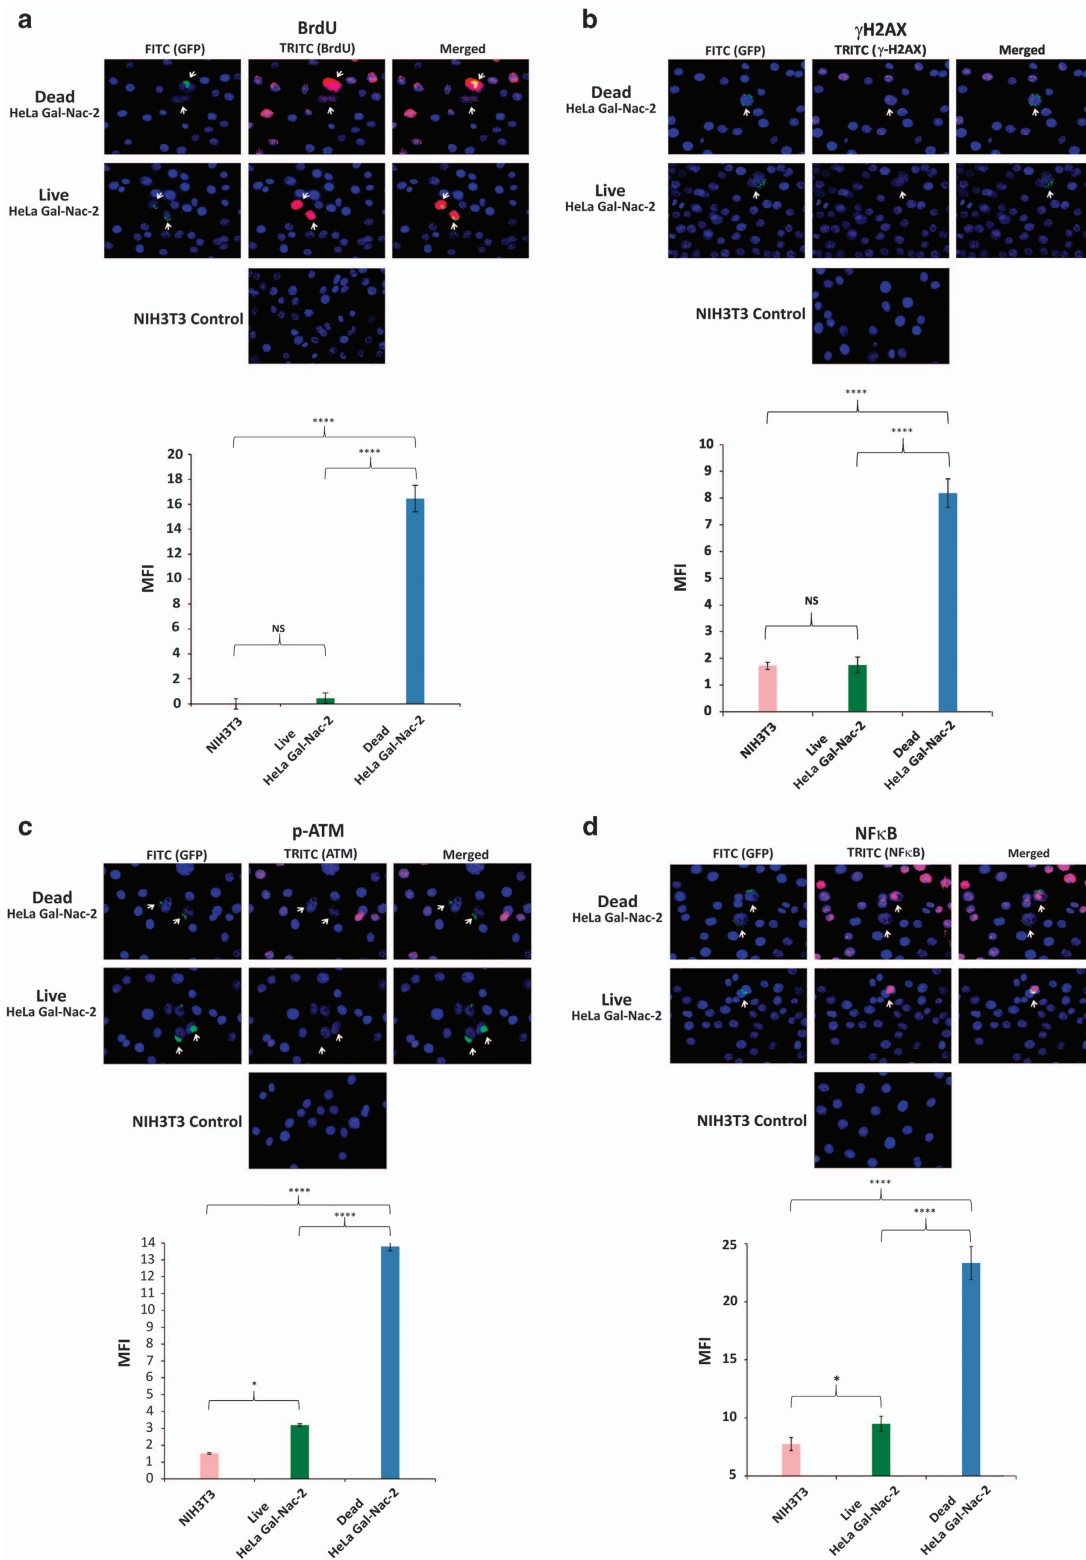 a
BrdU
FITC (GFP) TRITC (BrdU) Merged
Dead
HeLa Gal-Nac-2
Live
HeLa Gal-Nac-2
NIH3T3 Control
****
****
NS
MFI
20
18
16
14
12
10
8
6
4
2
0
NIH3T3
Live
HeLa Gal-Nac-2
Dead
HeLa Gal-Nac-2
b
γH2AX
FITC (GFP) TRITC (γ-H2AX) Merged
Dead
HeLa Gal-Nac-2
Live
HeLa Gal-Nac-2
NIH3T3 Control
****
****
NS
MFI
10
9
8
7
6
5
4
3
2
1
0
NIH3T3
Live
HeLa Gal-Nac-2
Dead
HeLa Gal-Nac-2
c
p-ATM
FITC (GFP) TRITC (ATM) Merged
Dead
HeLa Gal-Nac-2
Live
HeLa Gal-Nac-2
NIH3T3 Control
****
****
*
MFI
14
13
12
11
10
9
8
7
6
5
4
3
2
1
0
NIH3T3
Live
HeLa Gal-Nac-2
Dead
HeLa Gal-Nac-2
d
NFκB
FITC (GFP) TRITC (NFκB) Merged
Dead
HeLa Gal-Nac-2
Live
HeLa Gal-Nac-2
NIH3T3 Control
****
****
*
MFI
25
20
15
10
5
NIH3T3
Live
HeLa Gal-Nac-2
Dead
HeLa Gal-Nac-2